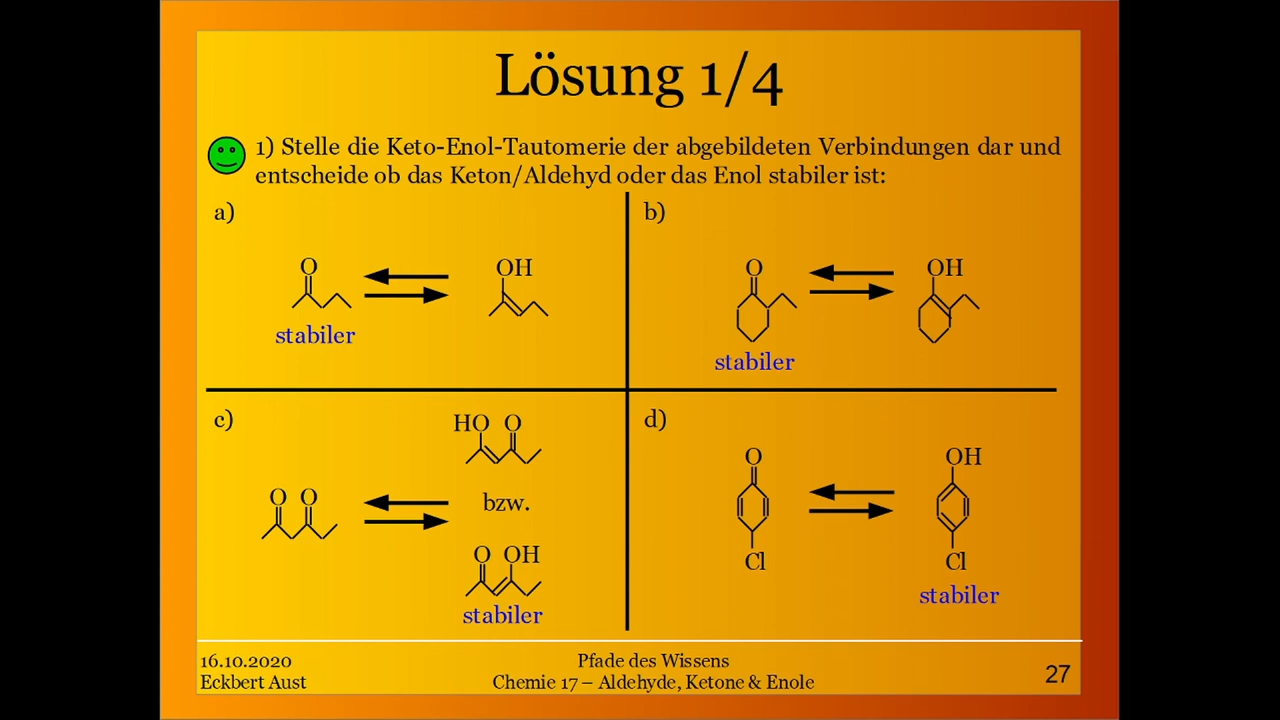 Lösung 1/4
1) Stelle die Keto-Enol-Tautomerie der abgebildeten Verbindungen dar und
entscheide ob das Keton/Aldehyd oder das Enol stabiler ist:
a)
O
OH
stabiler
b)
O
OH
stabiler
c)
HO O
O O
bzw.
O OH
stabiler
d)
O
OH
Cl
Cl
stabiler
16.10.2020
Eckbert Aust
Pfade des Wissens
Chemie 17 – Aldehyde, Ketone & Enole
27